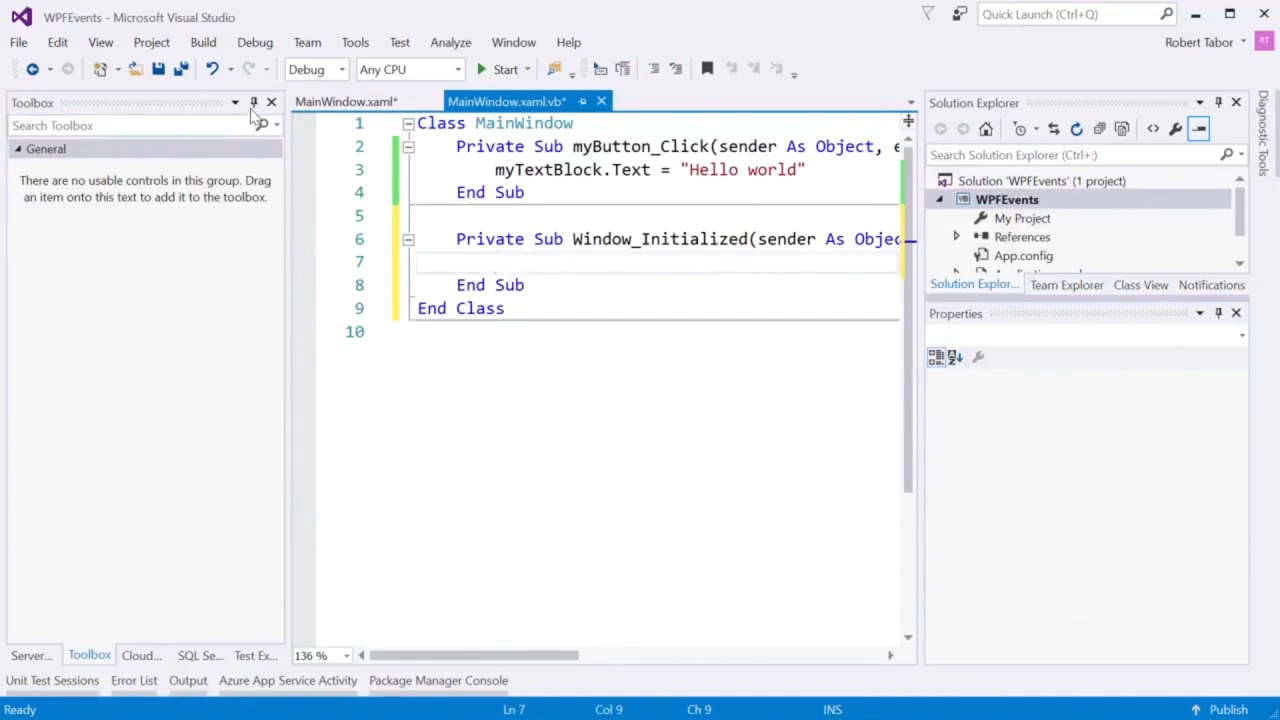 WPFEvents - Microsoft Visual Studio
Quick Launch (Ctrl+Q)
File Edit View Project Build Debug Team Tools Test Analyze Window Help
Robert Tabor RT
Debug Any CPU Start
Toolbox
Search Toolbox
General
There are no usable controls in this group. Drag
an item onto this text to add it to the toolbox.
Server... Toolbox Cloud... SQL Se... Test Ex...
MainWindow.xaml* MainWindow.xaml.vb*
1 Class MainWindow
2 Private Sub myButton_Click(sender As Object, e
3 myTextBlock.Text = "Hello world"
4 End Sub
5
6 Private Sub Window_Initialized(sender As Objec
7
8 End Sub
9 End Class
10
136 %
Solution Explorer
Search Solution Explorer (Ctrl+;)
Solution 'WPFEvents' (1 project)
WPFEvents
My Project
References
App.config
Solution Explor... Team Explorer Class View Notifications
Properties
Diagnostic Tools
Unit Test Sessions Error List Output Azure App Service Activity Package Manager Console
Ready Ln 7 Col 9 Ch 9 INS Publish